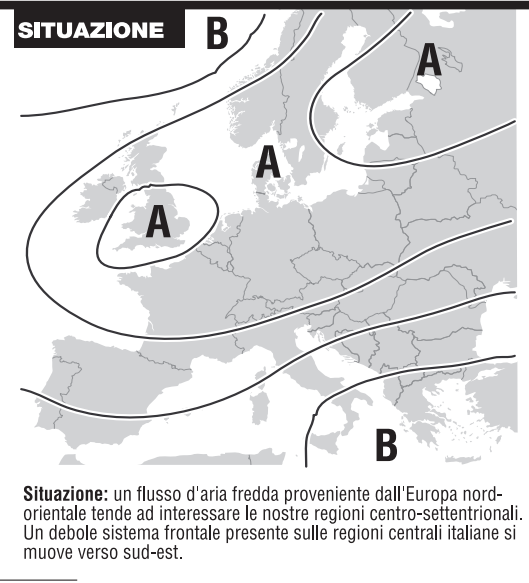 SITUAZIONE
B
A
A
A
B
Situazione: un flusso d'aria fredda proveniente dall'Europa nord-
orientale tende ad interessare le nostre regioni centro-settentrionali.
Un debole sistema frontale presente sulle regioni centrali italiane si
muove verso sud-est.